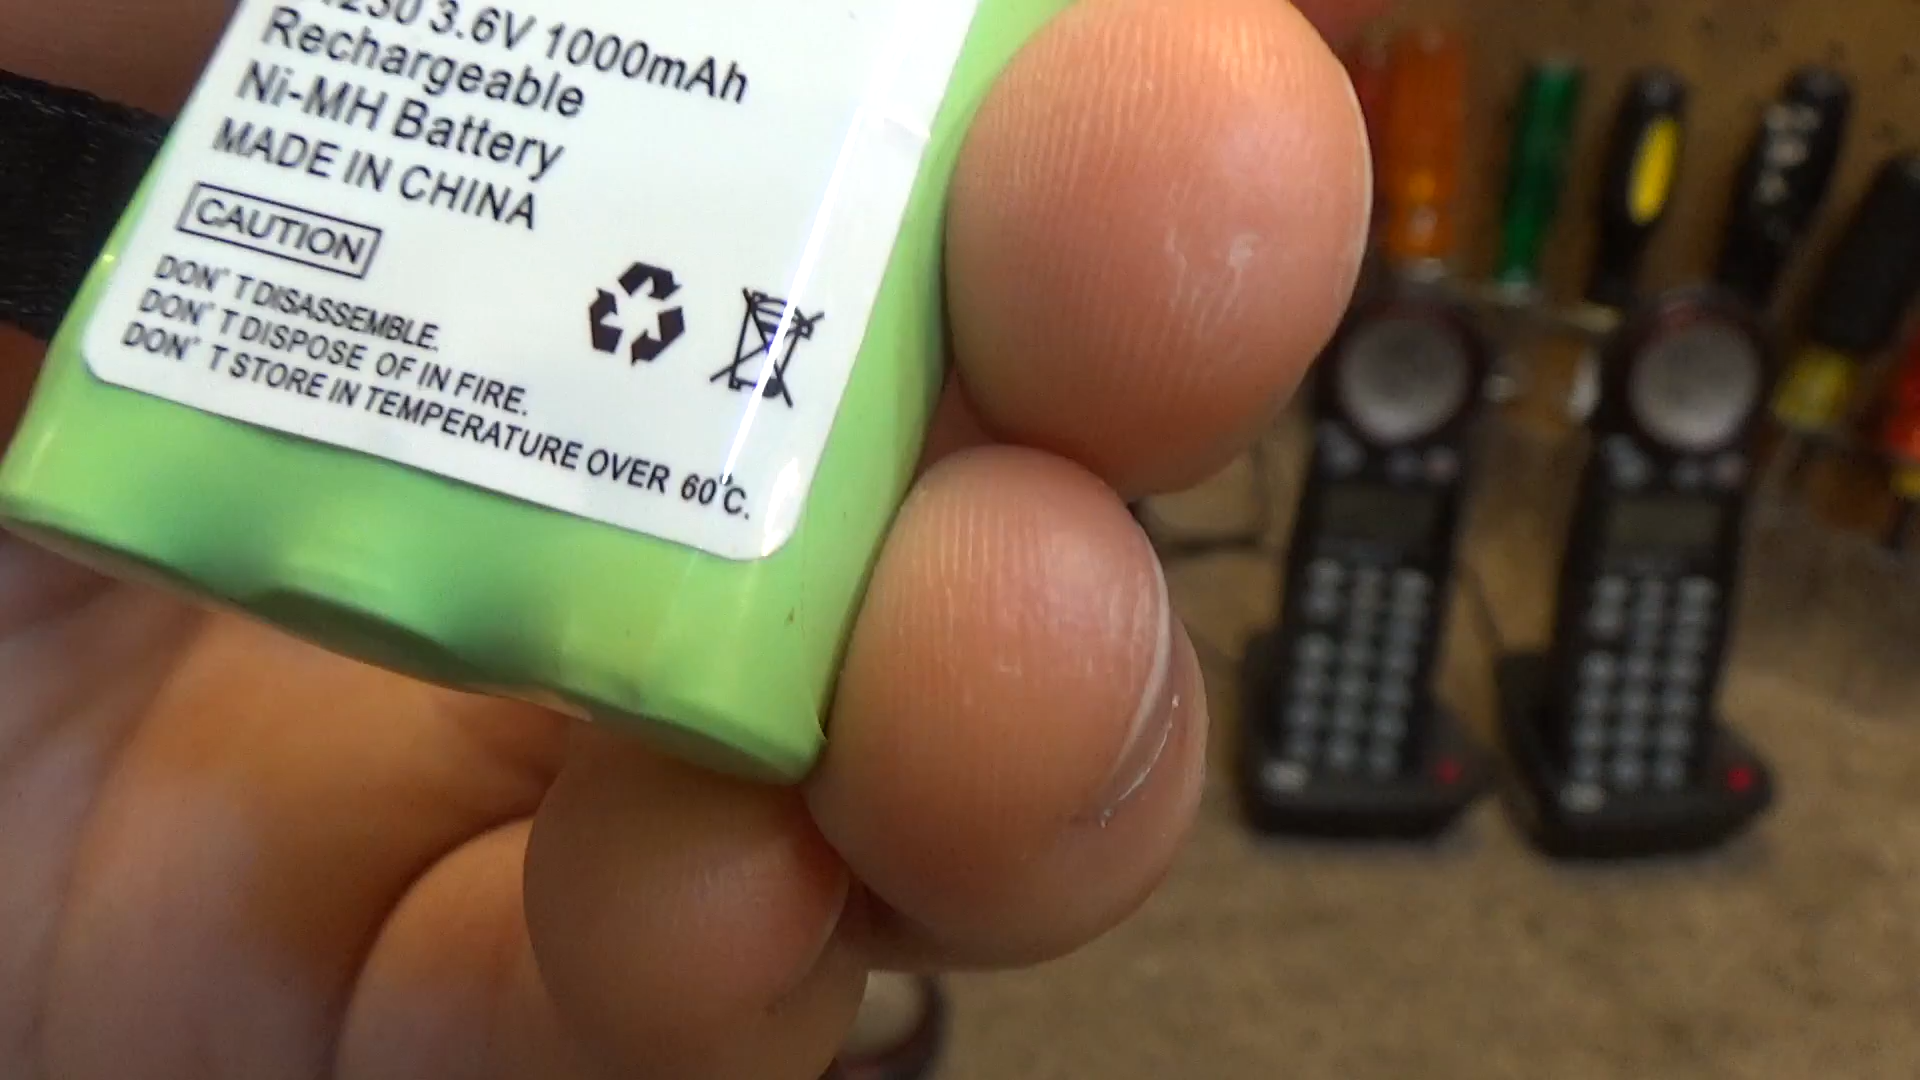 3.6V 1000mAh
Rechargeable
Ni-MH Battery
MADE IN CHINA
CAUTION
DON'T DISASSEMBLE.
DON'T DISPOSE OF IN FIRE.
DON'T STORE IN TEMPERATURE OVER 60°C.